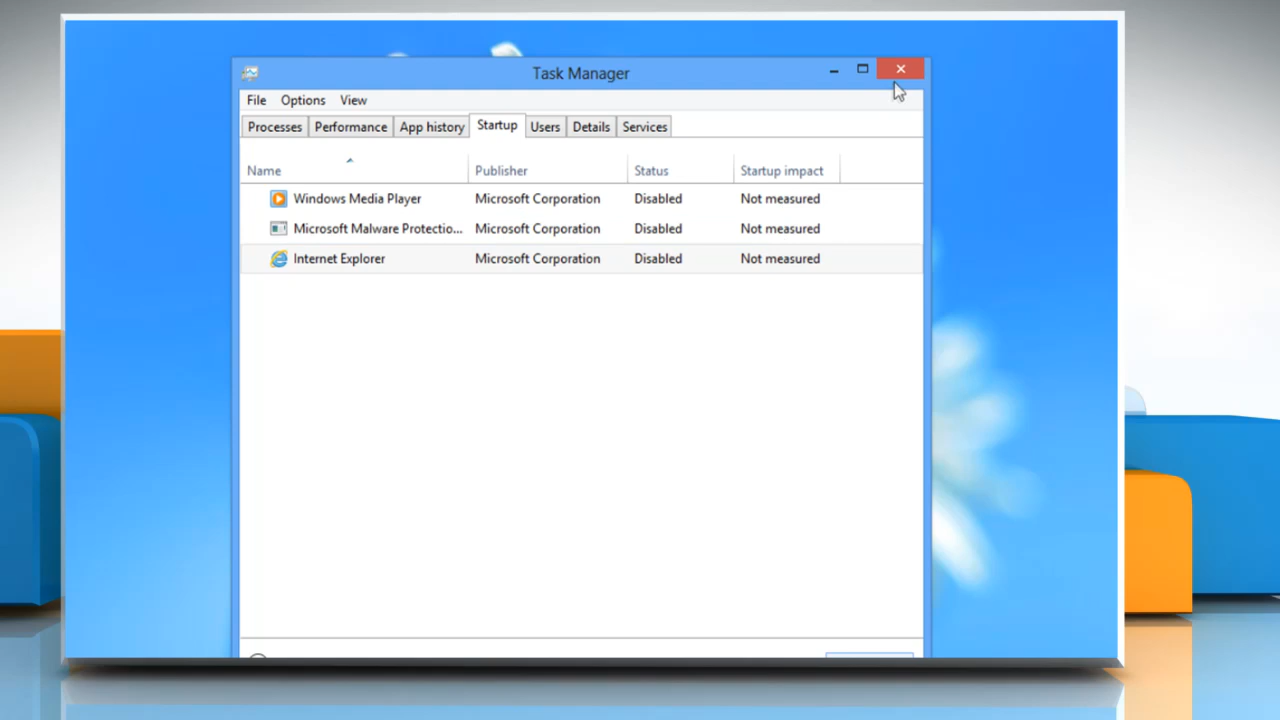 Task Manager
File Options View
Processes Performance App history Startup Users Details Services
Name Publisher Status Startup impact
Windows Media Player Microsoft Corporation Disabled Not measured
Microsoft Malware Protectio... Microsoft Corporation Disabled Not measured
Internet Explorer Microsoft Corporation Disabled Not measured